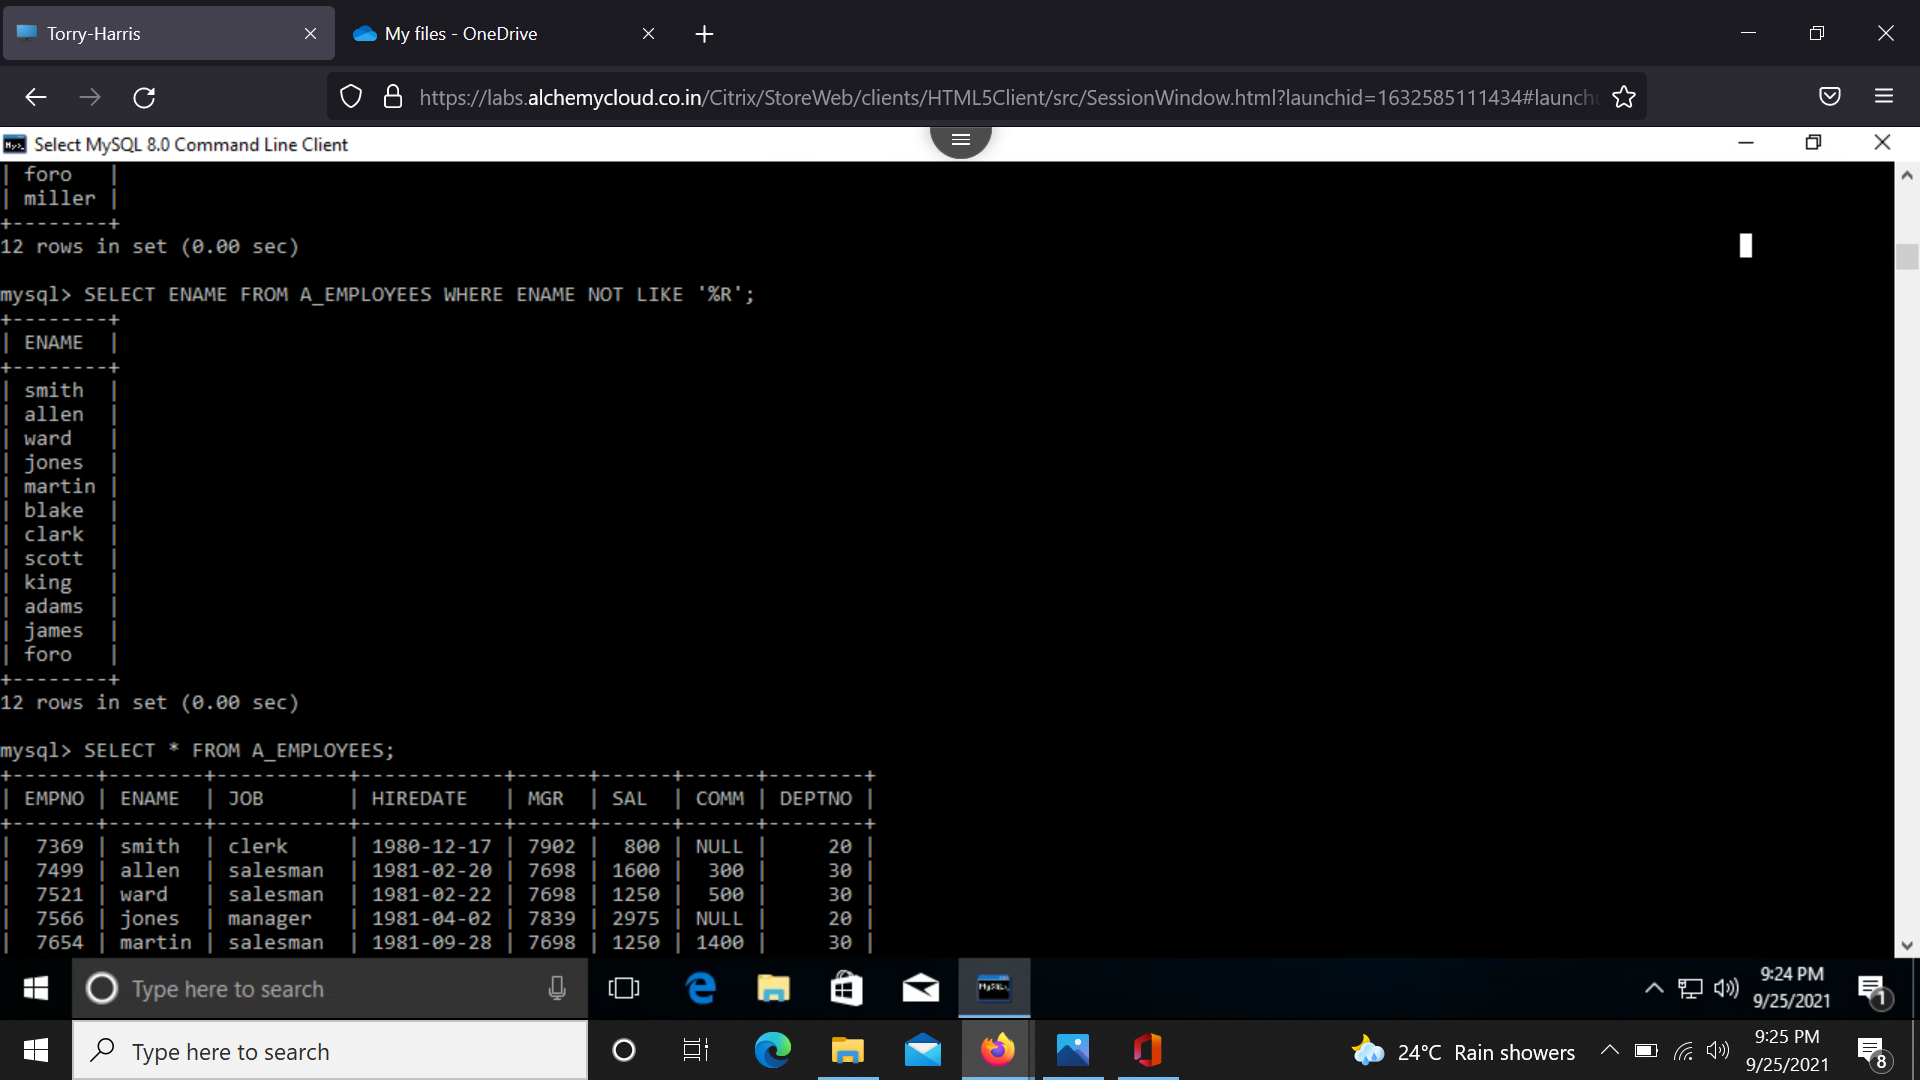 Torry-Harris
My files - OneDrive
https://labs.alchemycloud.co.in/Citrix/StoreWeb/clients/HTML5Client/src/SessionWindow.html?launchid=1632585111434#launch
Select MySQL 8.0 Command Line Client
| foro   |
| miller |
+--------+
12 rows in set (0.00 sec)
mysql> SELECT ENAME FROM A_EMPLOYEES WHERE ENAME NOT LIKE '%R';
+--------+
| ENAME  |
+--------+
| smith  |
| allen  |
| ward   |
| jones  |
| martin |
| blake  |
| clark  |
| scott  |
| king   |
| adams  |
| james  |
| foro   |
+--------+
12 rows in set (0.00 sec)
mysql> SELECT * FROM A_EMPLOYEES;
+-------+--------+-----------+------------+------+------+------+--------+
| EMPNO | ENAME  | JOB       | HIREDATE   | MGR  | SAL  | COMM | DEPTNO |
+-------+--------+-----------+------------+------+------+------+--------+
|  7369 | smith  | clerk     | 1980-12-17 | 7902 |  800 | NULL |     20 |
|  7499 | allen  | salesman  | 1981-02-20 | 7698 | 1600 |  300 |     30 |
|  7521 | ward   | salesman  | 1981-02-22 | 7698 | 1250 |  500 |     30 |
|  7566 | jones  | manager   | 1981-04-02 | 7839 | 2975 | NULL |     20 |
|  7654 | martin | salesman  | 1981-09-28 | 7698 | 1250 | 1400 |     30 |
Type here to search
9:24 PM
9/25/2021
1
Type here to search
24°C Rain showers
9:25 PM
9/25/2021
8